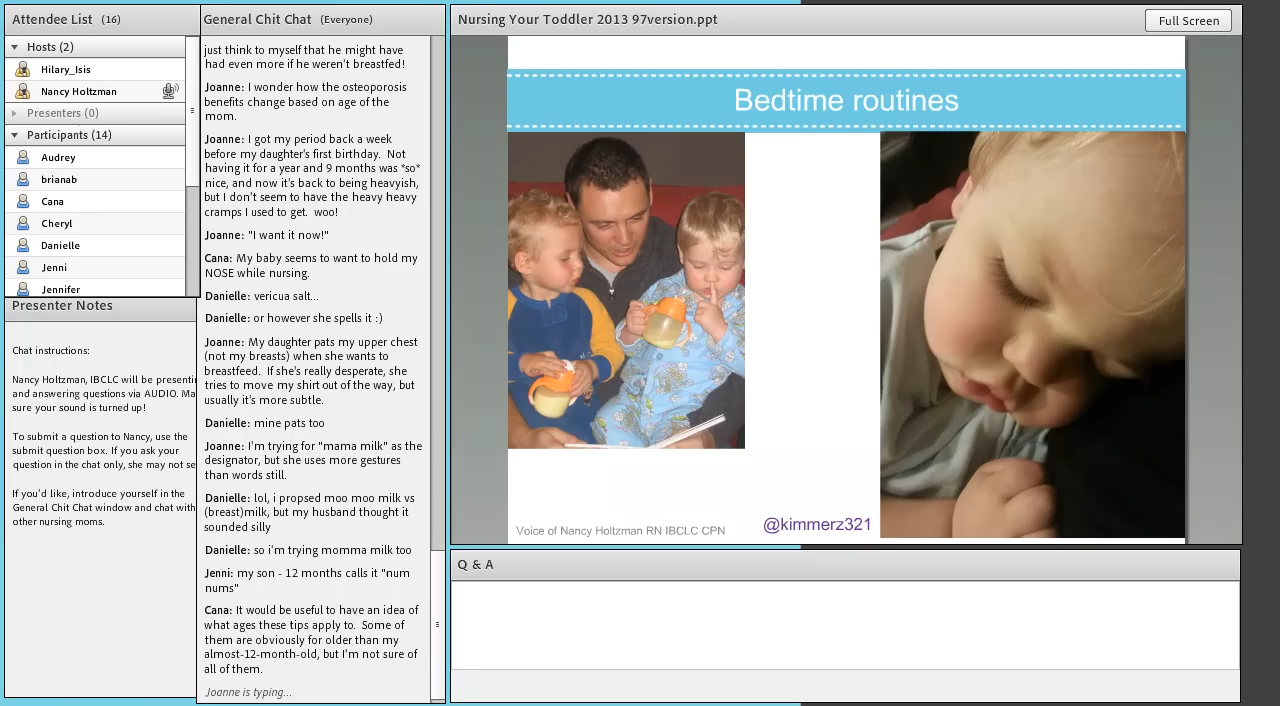 Attendee List (16)
Hosts (2)
Hilary_Isis
Nancy Holtzman
Presenters (0)
Participants (14)
Audrey
brianab
Cana
Cheryl
Danielle
Jenni
Jennifer
Presenter Notes
Chat instructions:
Nancy Holtzman, IBCLC will be presentin
and answering questions via AUDIO. Ma
sure your sound is turned up!
To submit a question to Nancy, use the
submit question box. If you ask your
question in the chat only, she may not se
If you'd like, introduce yourself in the
General Chit Chat window and chat with
other nursing moms.
General Chit Chat (Everyone)
just think to myself that he might have
had even more if he weren't breastfed!
Joanne: I wonder how the osteoporosis
benefits change based on age of the
mom.
Joanne: I got my period back a week
before my daughter's first birthday. Not
having it for a year and 9 months was *so*
nice, and now it's back to being heavyish,
but I don't seem to have the heavy heavy
cramps I used to get. woo!
Joanne: "I want it now!"
Cana: My baby seems to want to hold my
NOSE while nursing.
Danielle: vericua salt...
Danielle: or however she spells it :)
Joanne: My daughter pats my upper chest
(not my breasts) when she wants to
breastfeed. If she's really desperate, she
tries to move my shirt out of the way, but
usually it's more subtle.
Danielle: mine pats too
Joanne: I'm trying for "mama milk" as the
designator, but she uses more gestures
than words still.
Danielle: lol, i propsed moo moo milk vs
(breast)milk, but my husband thought it
sounded silly
Danielle: so i'm trying momma milk too
Jenni: my son - 12 months calls it "num
nums"
Cana: It would be useful to have an idea of
what ages these tips apply to. Some of
them are obviously for older than my
almost-12-month-old, but I'm not sure of
all of them.
Joanne is typing...
Nursing Your Toddler 2013 97version.ppt
Full Screen
Bedtime routines
Voice of Nancy Holtzman RN IBCLC CPN
@kimmerz321
Q & A